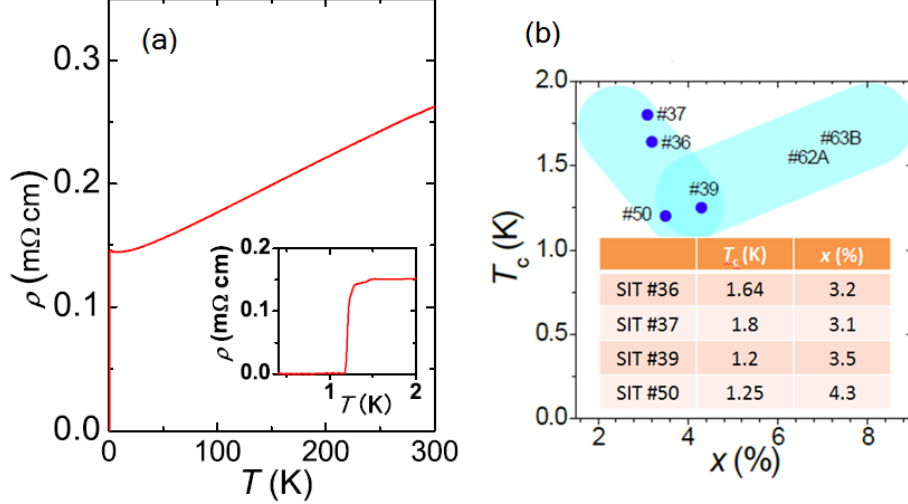 (a)
0.3
0.2
0.1
0.0
ρ (mΩ cm)
0
100
200
300
T (K)
0.2
0.1
0.0
ρ (mΩ cm)
1
2
T (K)
(b)
2.0
1.5
1.0
0.5
0.0
T_c (K)
2
4
6
8
x (%)
#37
#36
#63B
#62A
#39
#50
T_c (K) x (%)
SIT #36 1.64 3.2
SIT #37 1.8 3.1
SIT #39 1.2 3.5
SIT #50 1.25 4.3